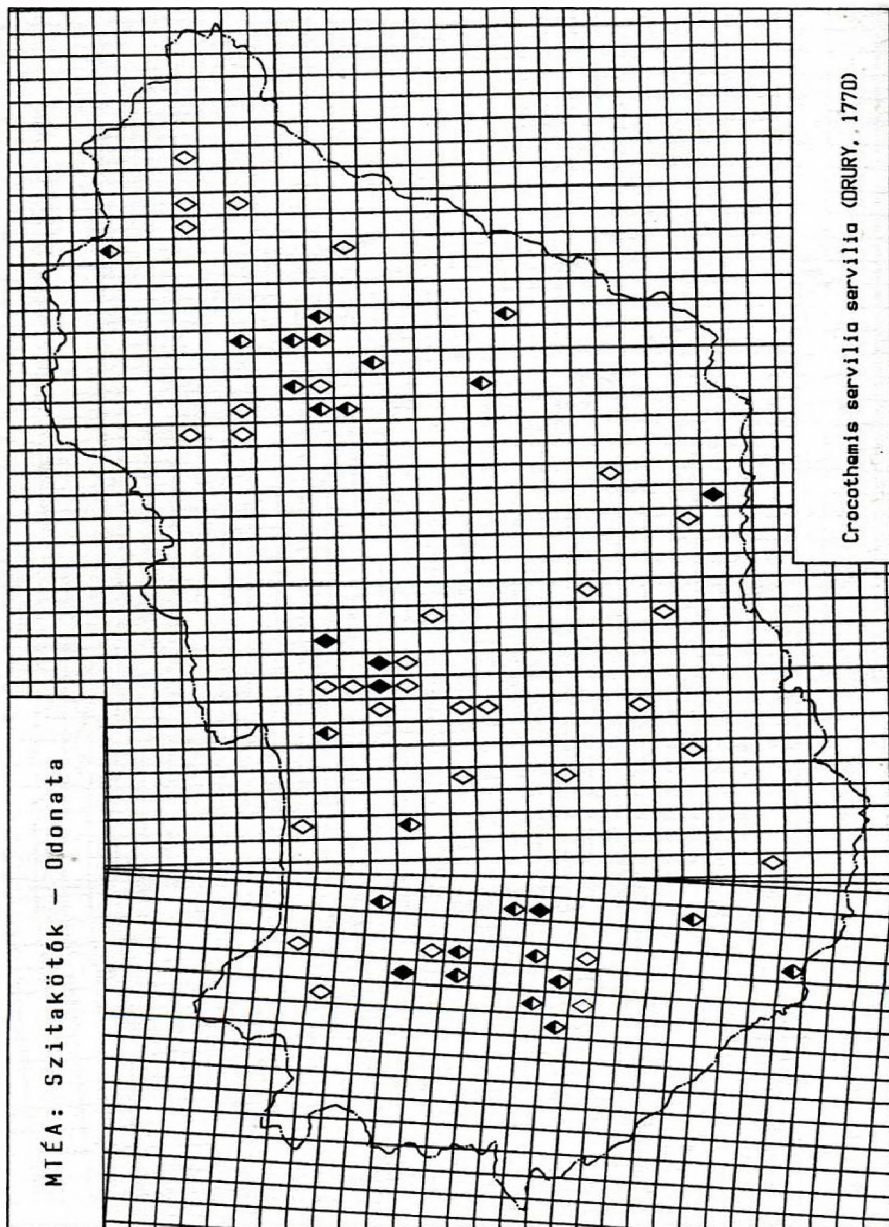 MTÉA: Szitakötők – Odonata
Crocothemis servilia servilia (DRURY, 1770)